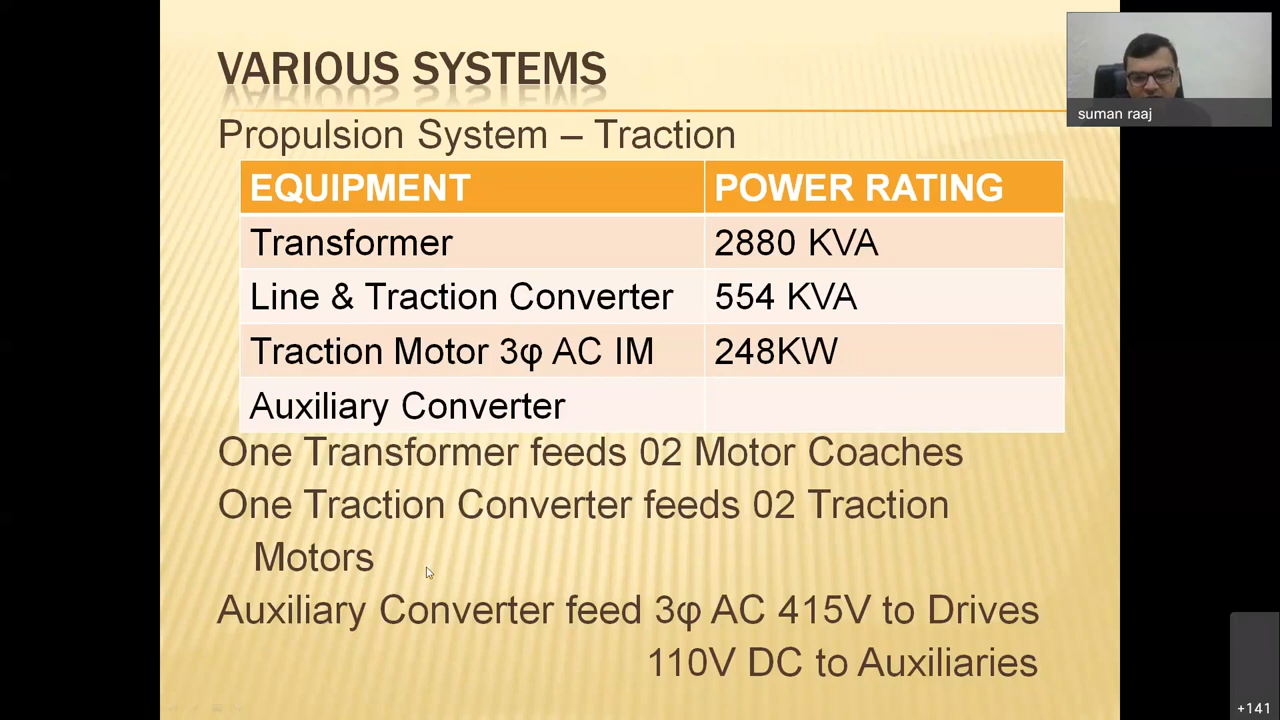 VARIOUS SYSTEMS
Propulsion System – Traction
EQUIPMENT POWER RATING
Transformer 2880 KVA
Line & Traction Converter 554 KVA
Traction Motor 3φ AC IM 248KW
Auxiliary Converter
One Transformer feeds 02 Motor Coaches
One Traction Converter feeds 02 Traction
Motors
Auxiliary Converter feed 3φ AC 415V to Drives
110V DC to Auxiliaries
suman raaj
+141